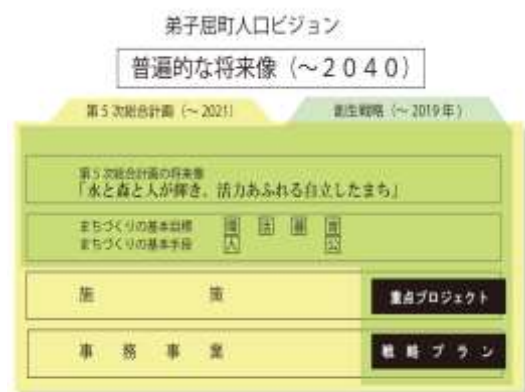 弟子屈町人口ビジョン
普遍的な将来像（～2040）
第5次総合計画（～2021）
創生戦略（～2019年）
第5次総合計画の将来像
「水と森と人が輝き、活力あふれる自立したまち」
まちづくりの基本目標 環 活
まちづくりの基本手段 人 公
施策
重点プロジェクト
事務事業
戦略プラン